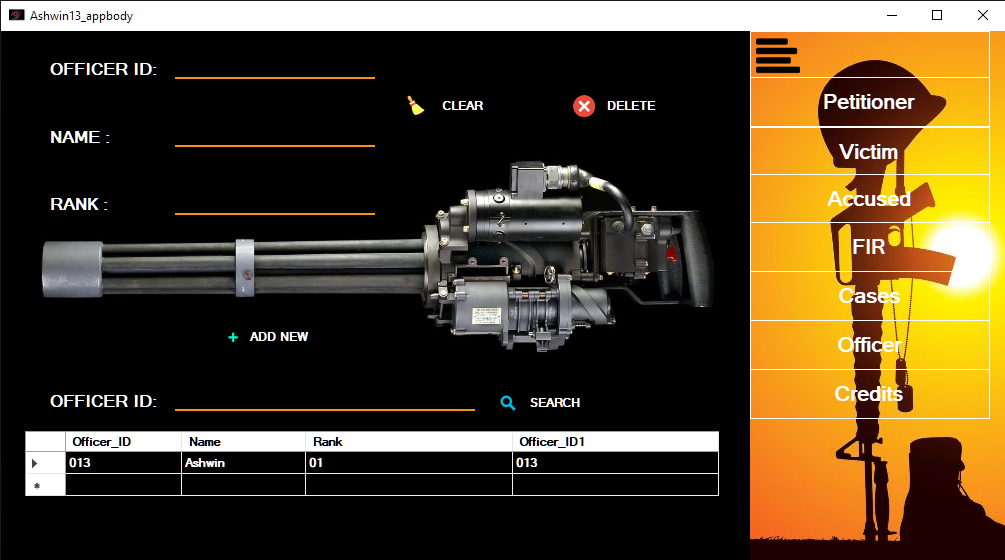 Ashwin13_appbody
OFFICER ID:
CLEAR
DELETE
NAME :
RANK :
ADD NEW
OFFICER ID:
SEARCH
Officer_ID Name Rank Officer_ID1
013 Ashwin 01 013
Petitioner
Victim
Accused
FIR
Cases
Officer
Credits